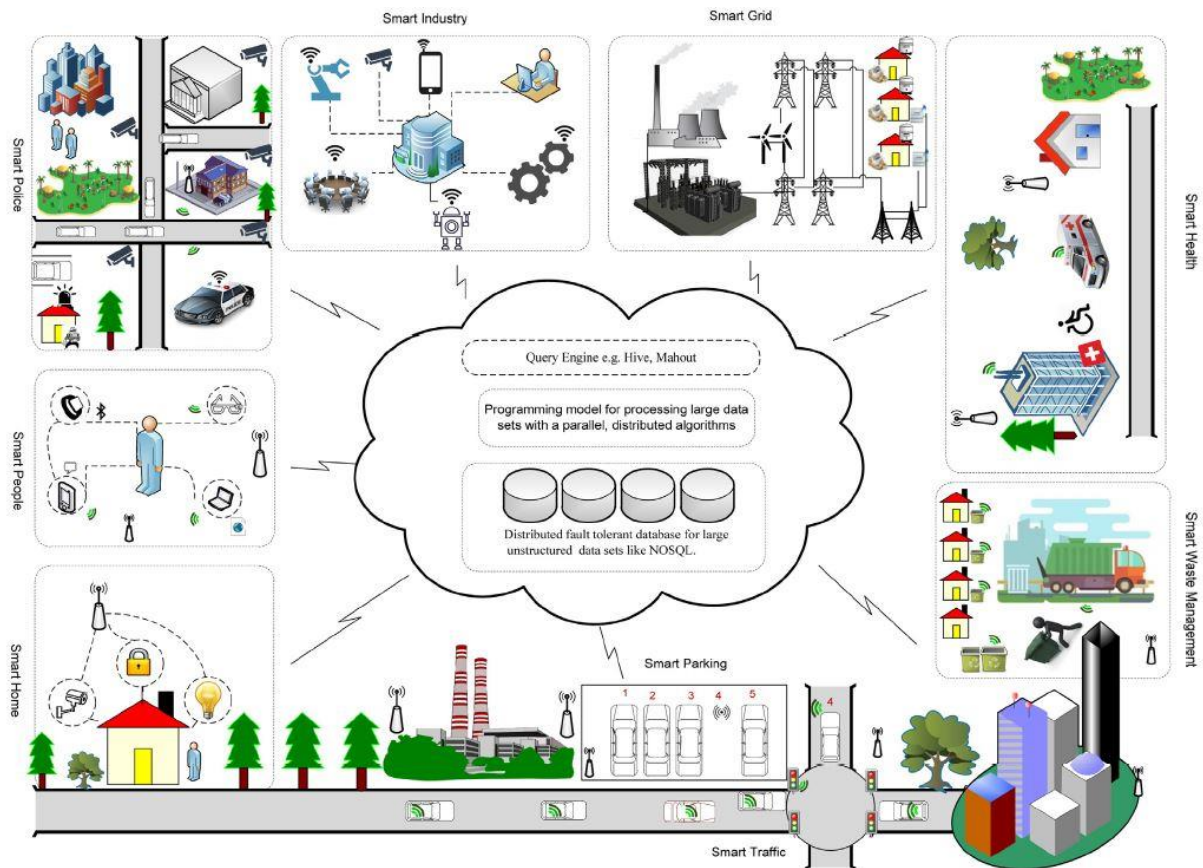 Smart Industry
Smart Grid
Smart Police
Smart Health
POLICE
Query Engine e.g. Hive, Mahout
Programming model for processing large data
sets with a parallel, distributed algorithms
Distributed fault tolerant database for large
unstructured data sets like NOSQL.
Smart People
Smart Waste Management
Smart Home
Smart Parking
1 2 3 4 5
4
Smart Traffic